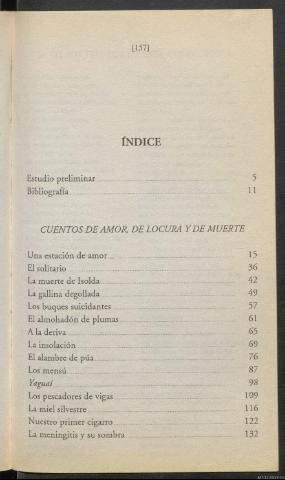 [157]
ÍNDICE
Estudio preliminar 5
Bibliografía 11
CUENTOS DE AMOR, DE LOCURA Y DE MUERTE
Una estación de amor 15
El solitario 36
La muerte de Isolda 42
La gallina degollada 49
Los buques suicidantes 57
El almohadón de plumas 61
A la deriva 65
La insolación 69
El alambre de púa 76
Los mensú 87
Yaguaí 98
Los pescadores de vigas 109
La miel silvestre 116
Nuestro primer cigarro 122
La meningitis y su sombra 132